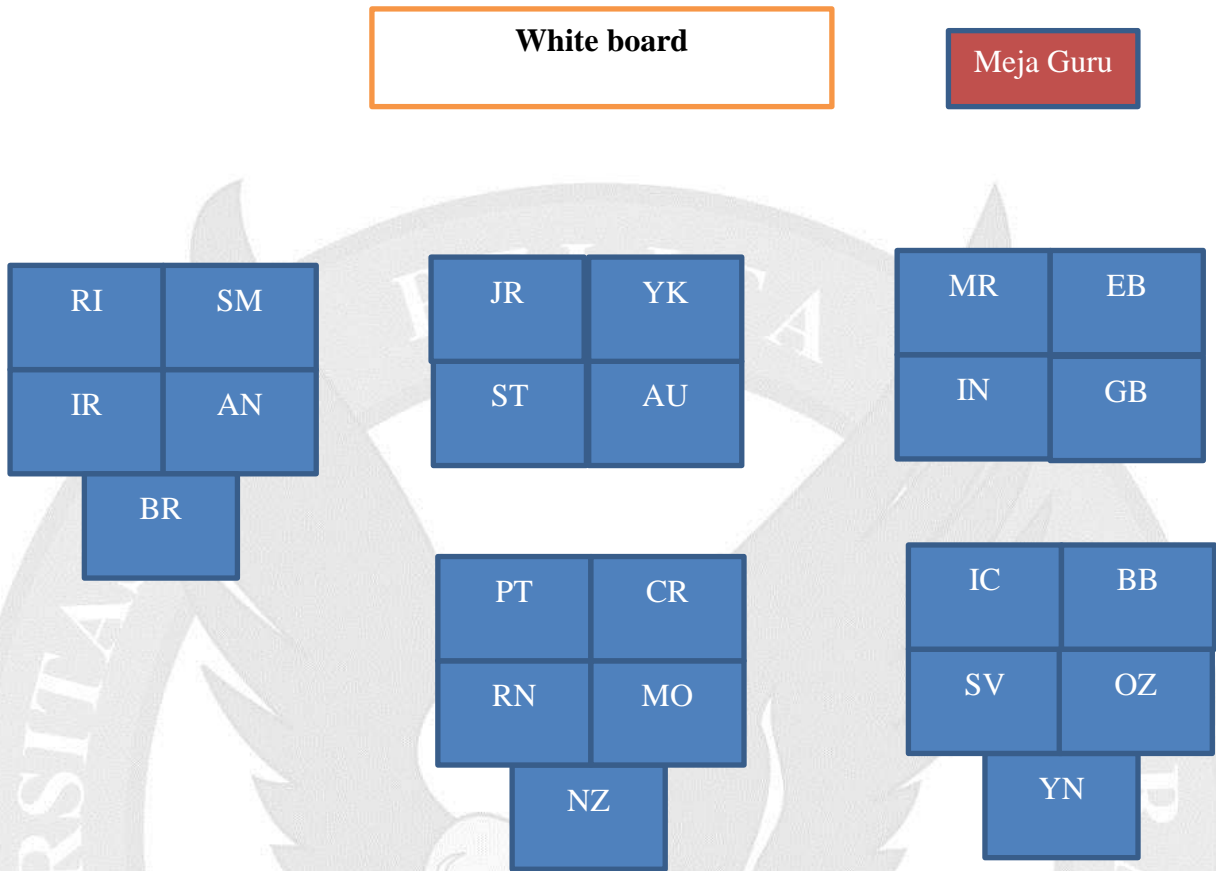 White board
Meja Guru
RI SM
IR AN
BR
JR YK
ST AU
MR EB
IN GB
PT CR
RN MO
NZ
IC BB
SV OZ
YN